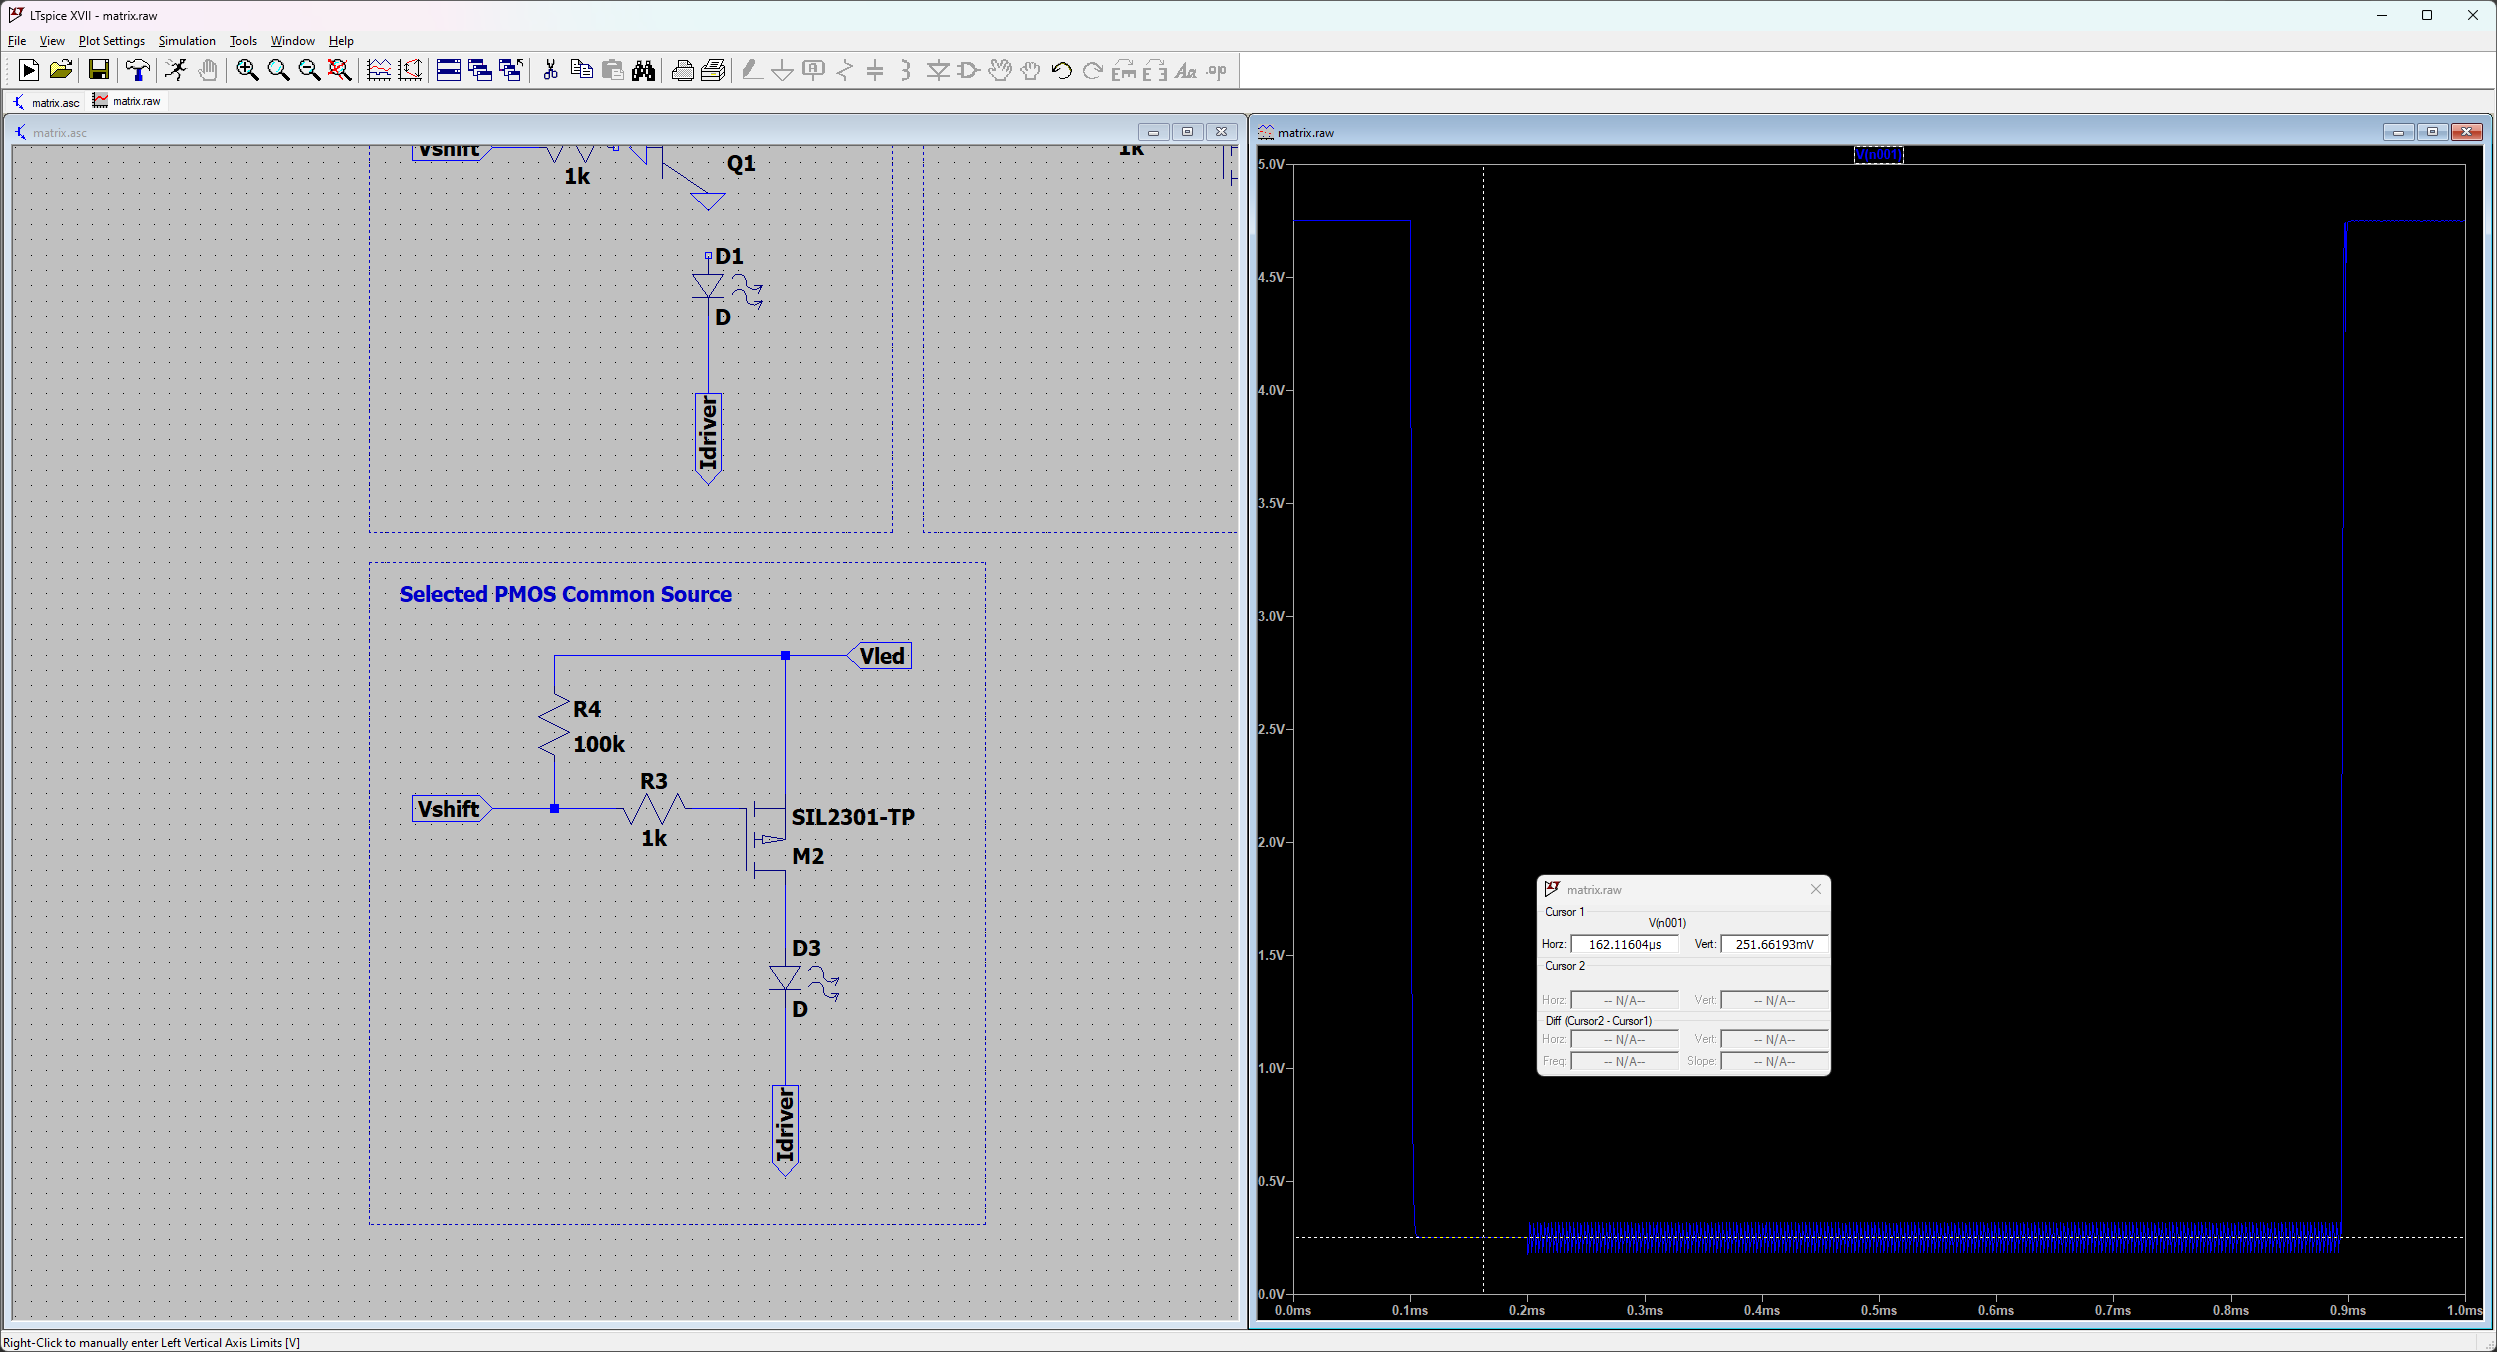 LTspice XVII - matrix.raw
File View Plot Settings Simulation Tools Window Help
matrix.asc matrix.raw
matrix.asc
Vshift
1k
Q1
1k
D1
D
Idriver
Selected PMOS Common Source
Vled
R4
100k
R3
Vshift
1k
SIL2301-TP
M2
D3
D
Idriver
matrix.raw
V(n001)
5.0V
4.5V
4.0V
3.5V
3.0V
2.5V
2.0V
1.5V
1.0V
0.5V
0.0V
0.0ms 0.1ms 0.2ms 0.3ms 0.4ms 0.5ms 0.6ms 0.7ms 0.8ms 0.9ms 1.0ms
matrix.raw
Cursor 1
V(n001)
Horz: 162.11604µs Vert: 251.66193mV
Cursor 2
Horz: -- N/A-- Vert: -- N/A--
Diff (Cursor2 - Cursor1)
Horz: -- N/A-- Vert: -- N/A--
Freq: -- N/A-- Slope: -- N/A--
Right-Click to manually enter Left Vertical Axis Limits [V]